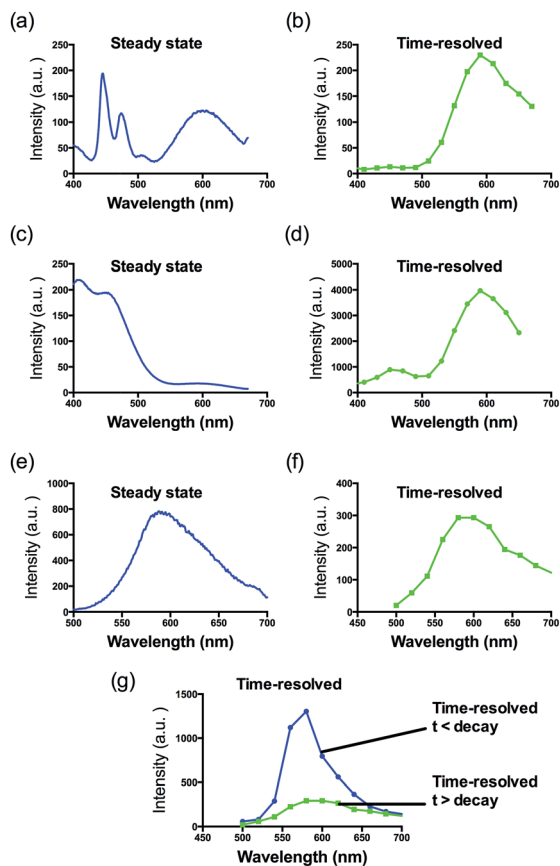 (a)
Steady state
Intensity (a.u. )
250
200
150
100
50
0
400
500
600
700
Wavelength (nm)
(b)
Time-resolved
Intensity (a.u. )
250
200
150
100
50
0
400
500
600
700
Wavelength (nm)
(c)
Steady state
Intensity (a.u. )
250
200
150
100
50
0
400
500
600
700
Wavelength (nm)
(d)
Time-resolved
Intensity (a.u. )
5000
4000
3000
2000
1000
0
400
500
600
700
Wavelength (nm)
(e)
Steady state
Intensity (a.u. )
1000
800
600
400
200
0
500
550
600
650
700
Wavelength (nm)
(f)
Time-resolved
Intensity (a.u. )
400
300
200
100
0
450
500
550
600
650
700
Wavelength (nm)
(g)
Time-resolved
Intensity (a.u. )
1500
1000
500
0
450
500
550
600
650
700
Wavelength (nm)
Time-resolved
t < decay
Time-resolved
t > decay